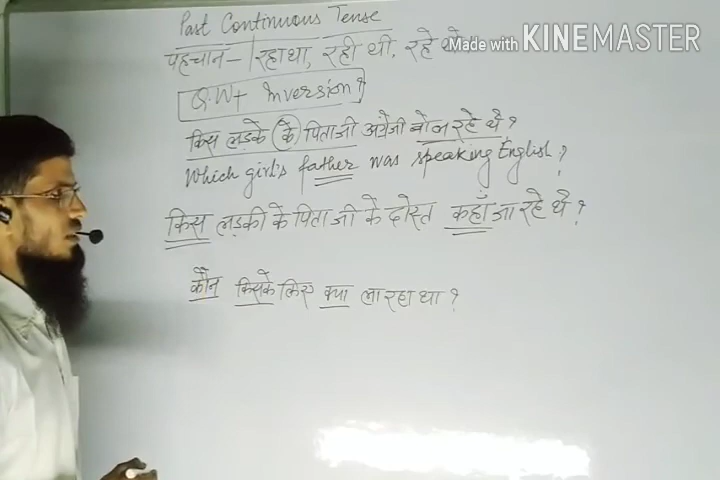 Past Continuous Tense
पहचान - रहा था, रही थी, रहे थे
Made with KINEMASTER
Q.W+ Inversion?
किस लड़के के पिताजी अंग्रेजी बोल रहे थे?
Which girl's father was speaking English?
किस लड़की के पिताजी के दोस्त कहाँ जा रहे थे?
कौन किसके लिए क्या ला रहा था?